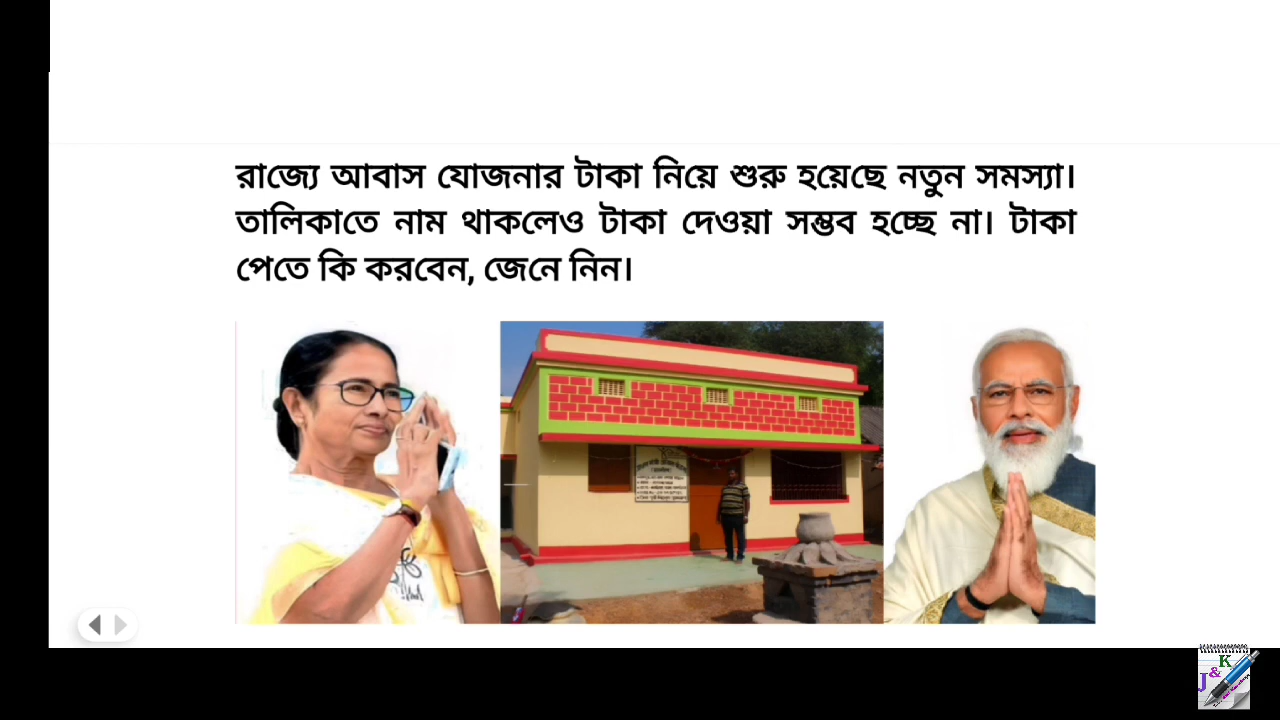 রাজ্যে আবাস যোজনার টাকা নিয়ে শুরু হয়েছে নতুন সমস্যা।
তালিকাতে নাম থাকলেও টাকা দেওয়া সম্ভব হচ্ছে না। টাকা
পেতে কি করবেন, জেনে নিন।
J & K